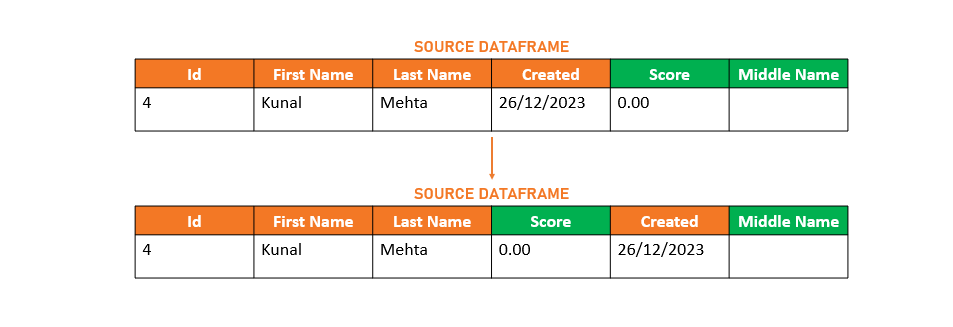 SOURCE DATAFRAME
Id First Name Last Name Created Score Middle Name
4 Kunal Mehta 26/12/2023 0.00
SOURCE DATAFRAME
Id First Name Last Name Score Created Middle Name
4 Kunal Mehta 0.00 26/12/2023